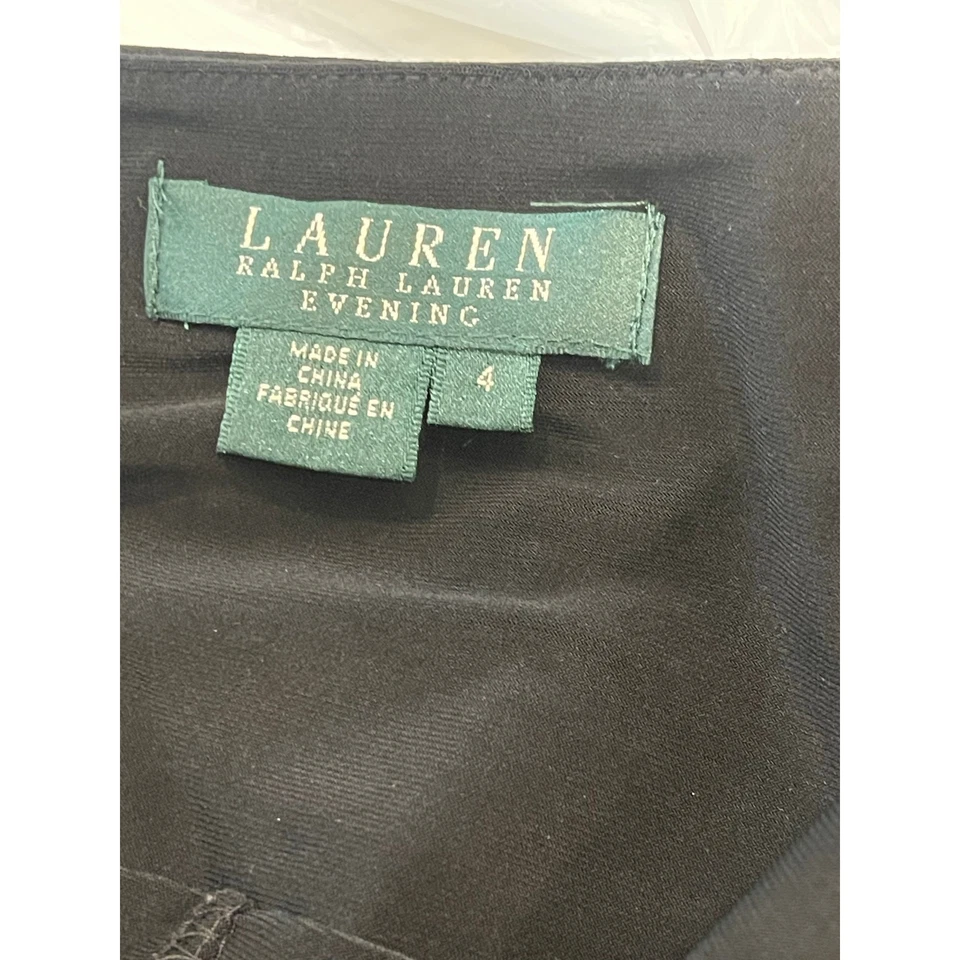 LAUREN
RALPH LAUREN
EVENING
MADE IN
CHINA
FABRIQUÉ EN
CHINE
4